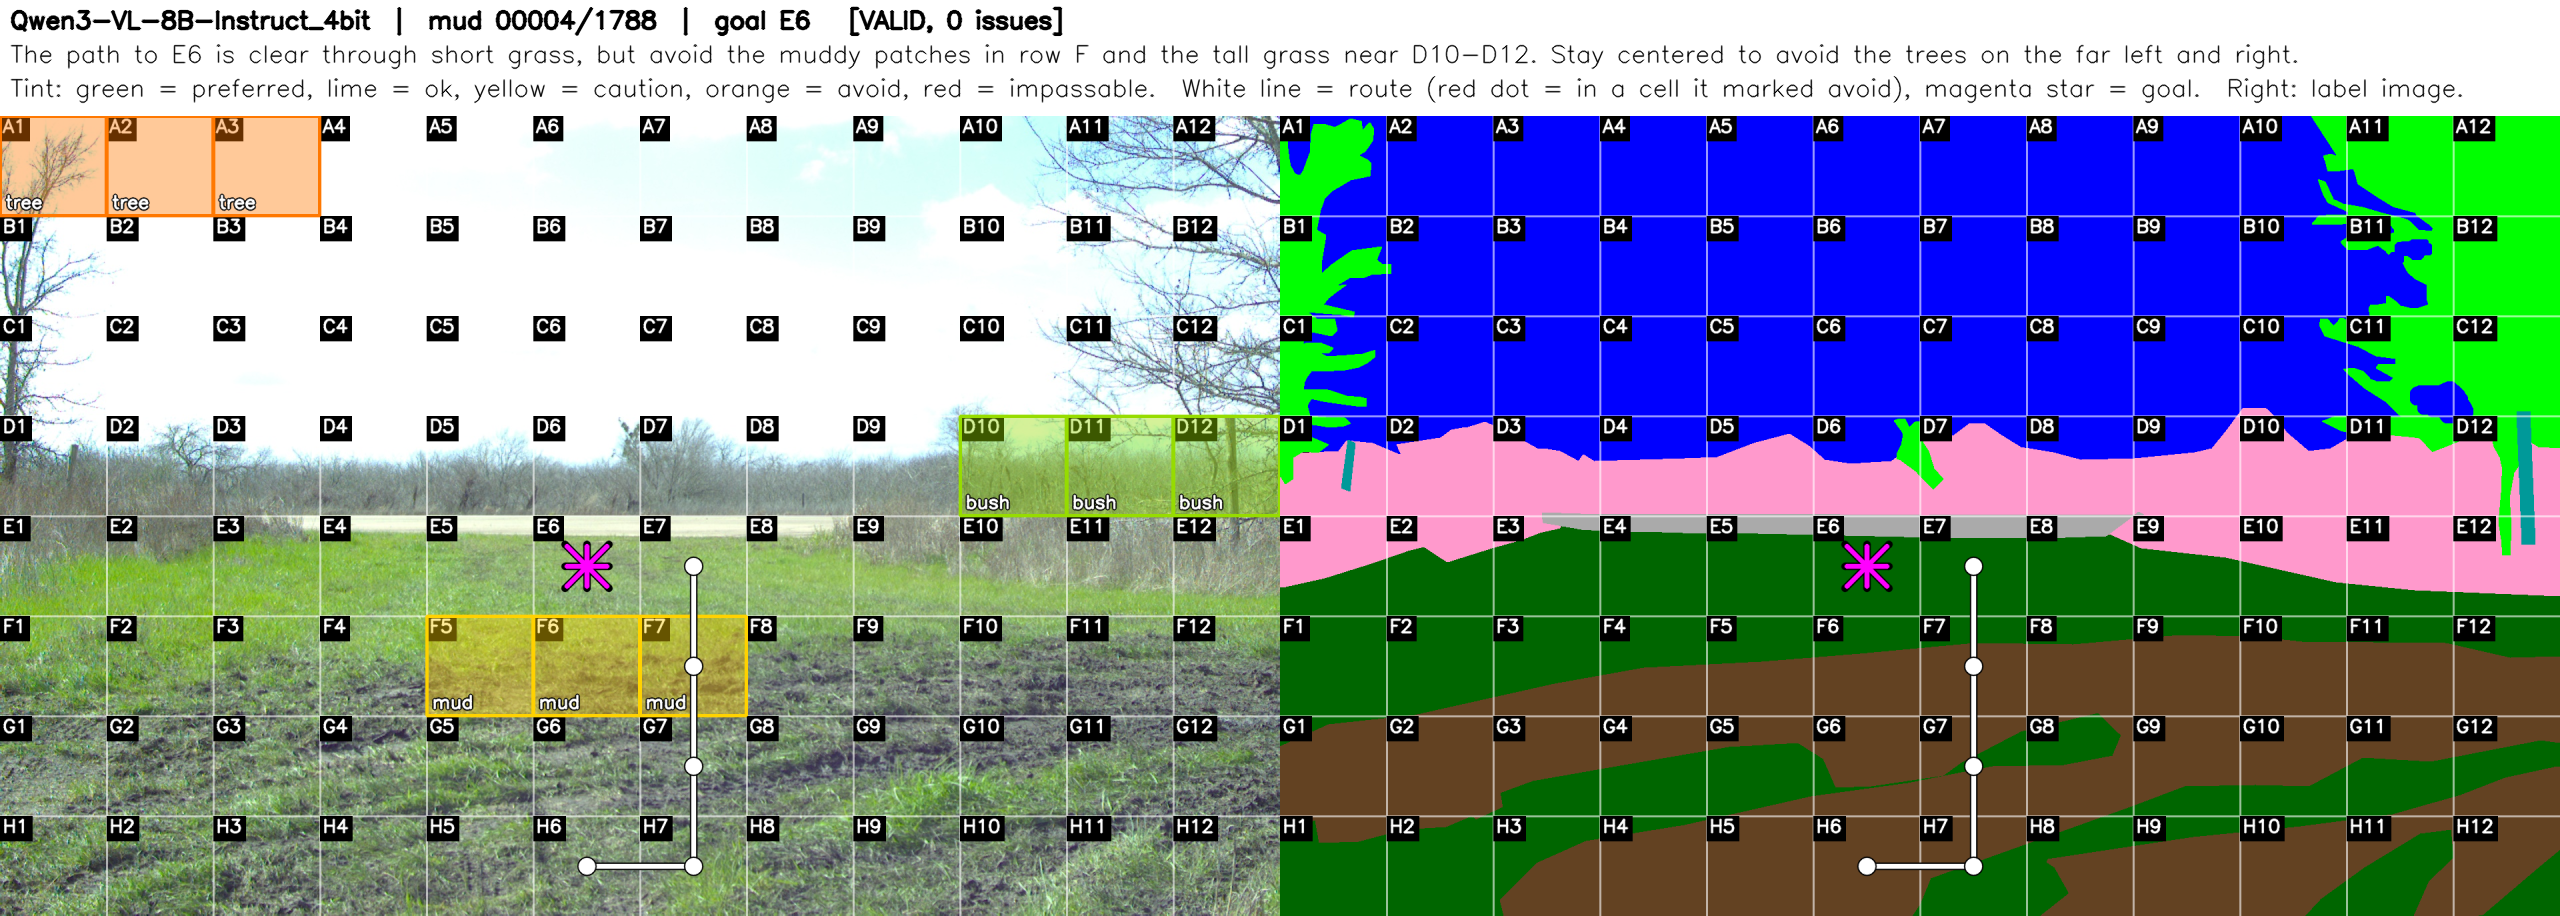 Qwen3-VL-8B-Instruct_4bit | mud 00004/1788 | goal E6 [VALID, 0 issues]
The path to E6 is clear through short grass, but avoid the muddy patches in row F and the tall grass near D10-D12. Stay centered to avoid the trees on the far left and right.
Tint: green = preferred, lime = ok, yellow = caution, orange = avoid, red = impassable. White line = route (red dot = in a cell it marked avoid), magenta star = goal. Right: label image.
A1 A2 A3 A4 A5 A6 A7 A8 A9 A10 A11 A12 A1 A2 A3 A4 A5 A6 A7 A8 A9 A10 A11 A12
tree tree tree
B1 B2 B3 B4 B5 B6 B7 B8 B9 B10 B11 B12 B1 B2 B3 B4 B5 B6 B7 B8 B9 B10 B11 B12
C1 C2 C3 C4 C5 C6 C7 C8 C9 C10 C11 C12 C1 C2 C3 C4 C5 C6 C7 C8 C9 C10 C11 C12
D1 D2 D3 D4 D5 D6 D7 D8 D9 D10 D11 D12 D1 D2 D3 D4 D5 D6 D7 D8 D9 D10 D11 D12
bush bush bush
E1 E2 E3 E4 E5 E6 E7 E8 E9 E10 E11 E12 E1 E2 E3 E4 E5 E6 E7 E8 E9 E10 E11 E12
F1 F2 F3 F4 F5 F6 F7 F8 F9 F10 F11 F12 F1 F2 F3 F4 F5 F6 F7 F8 F9 F10 F11 F12
mud mud mud
G1 G2 G3 G4 G5 G6 G7 G8 G9 G10 G11 G12 G1 G2 G3 G4 G5 G6 G7 G8 G9 G10 G11 G12
H1 H2 H3 H4 H5 H6 H7 H8 H9 H10 H11 H12 H1 H2 H3 H4 H5 H6 H7 H8 H9 H10 H11 H12